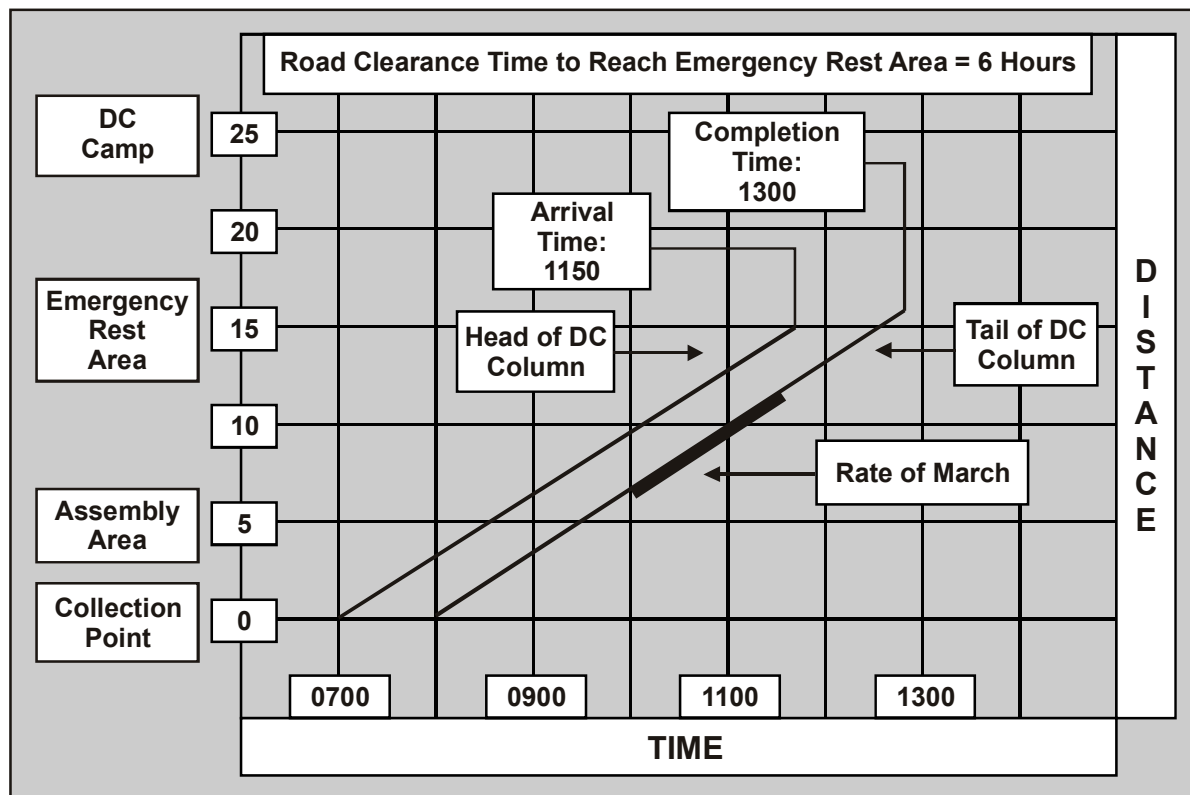 Road Clearance Time to Reach Emergency Rest Area = 6 Hours
DC
Camp
25
Completion
Time:
1300
20
Arrival
Time:
1150
Emergency
Rest
Area
15
Head of DC
Column
Tail of DC
Column
10
Rate of March
Assembly
Area
5
Collection
Point
0
0700
0900
1100
1300
TIME
D
I
S
T
A
N
C
E